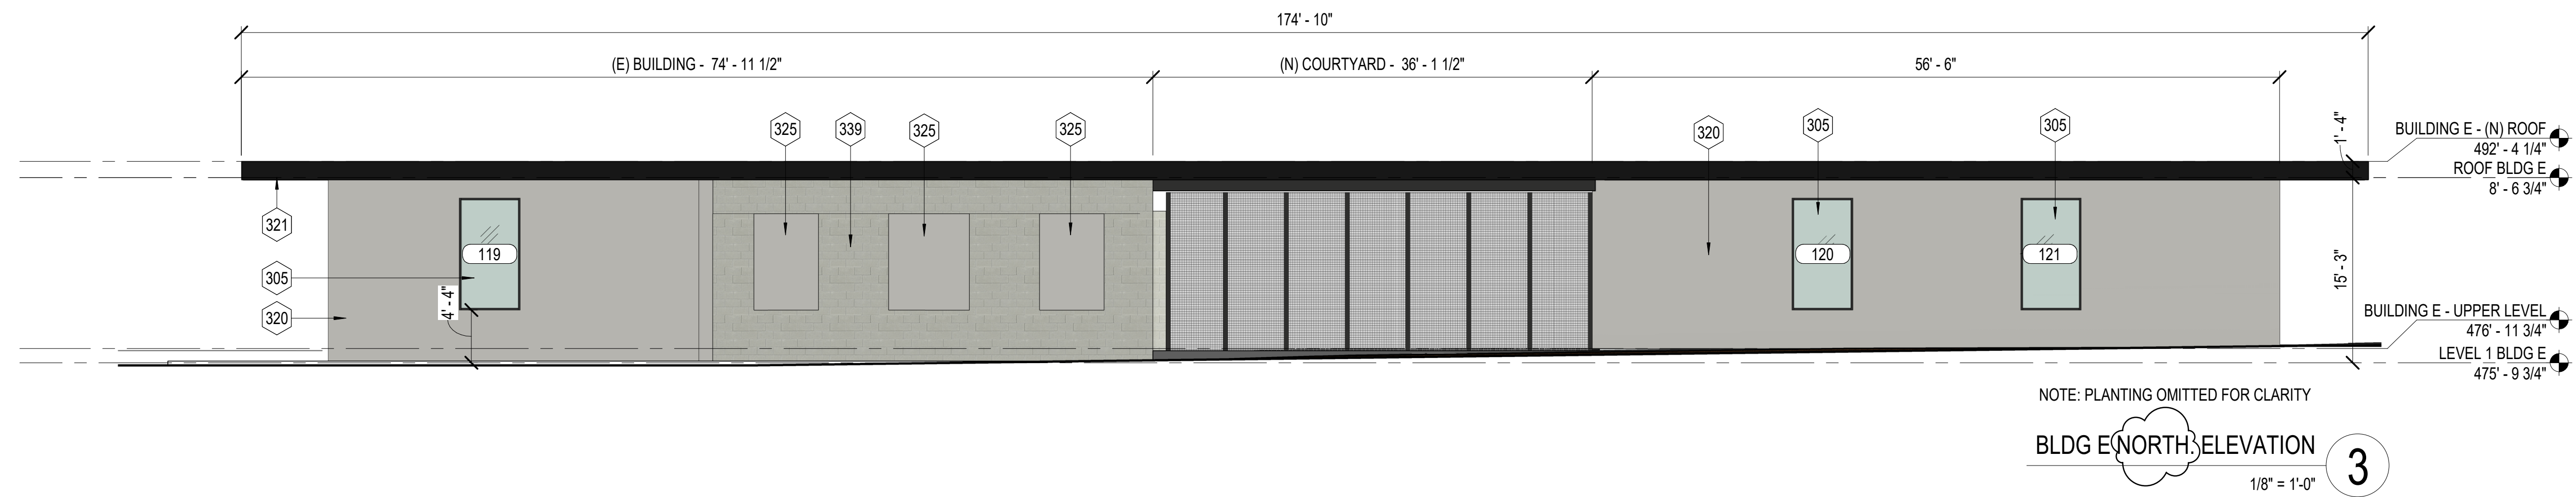 174' - 10"
(E) BUILDING - 74' - 11 1/2"
(N) COURTYARD - 36' - 1 1/2"
56' - 6"
325
339
325
325
320
305
305
1' - 4"
BUILDING E - (N) ROOF
492' - 4 1/4"
ROOF BLDG E
8' - 6 3/4"
321
119
120
121
305
4' - 4"
320
15' - 3"
BUILDING E - UPPER LEVEL
476' - 11 3/4"
LEVEL 1 BLDG E
475' - 9 3/4"
NOTE: PLANTING OMITTED FOR CLARITY
BLDG E NORTH. ELEVATION
3
1/8" = 1'-0"